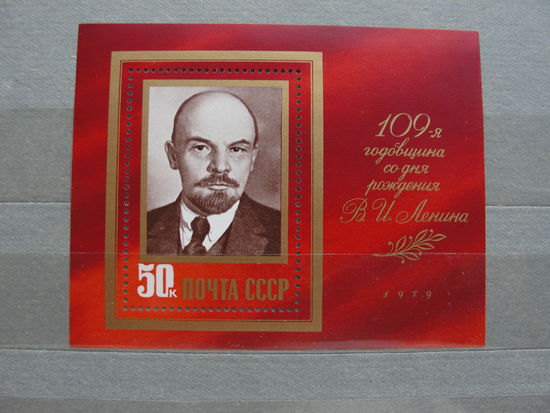 50к ПОЧТА СССР
109-я
годовщина
со дня
рождения
В. И. Ленина
1979